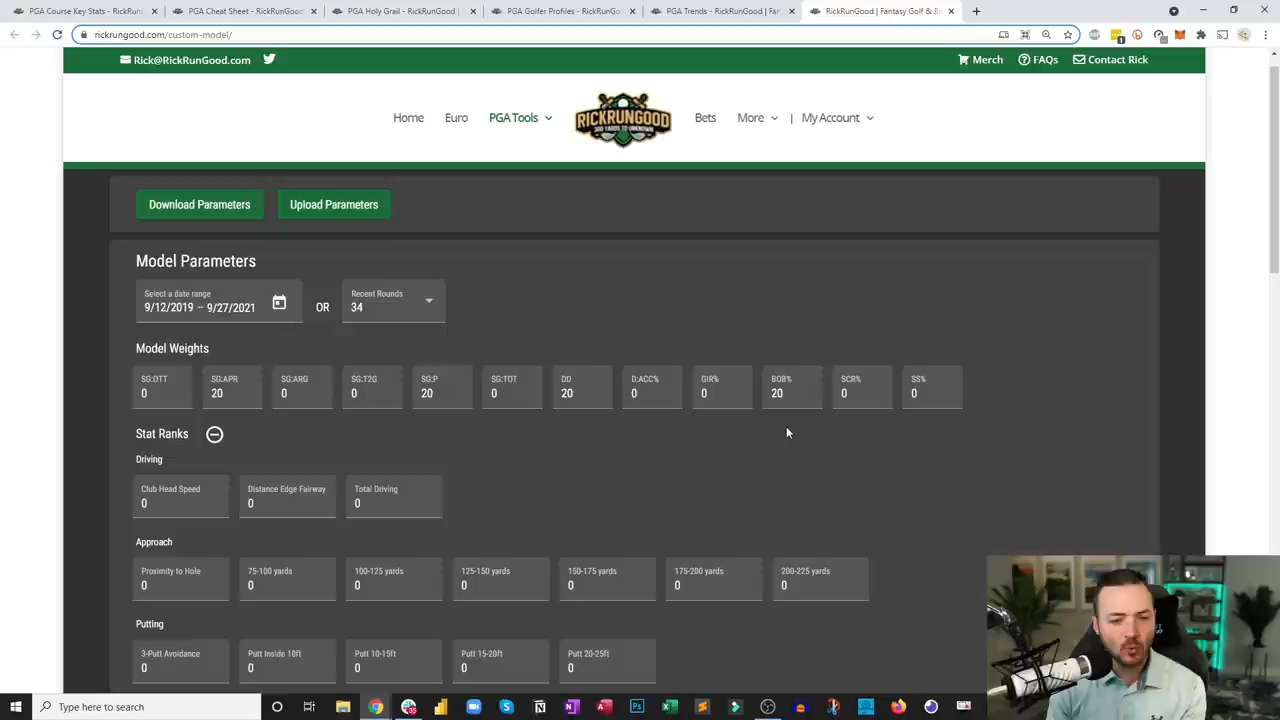 PGA Course Key Stats - RickRun
PGA Cheat Sheet - RickRunGood
PGA Holy Grail - RickRunGood |
PGA Golfer Profiles - RickRunGo
PGA Trends - RickRunGood | Fan
RickRunGood | Fantasy Golf & Be
rickrungood.com/custom-model/
Rick@RickRunGood.com
Merch
FAQs
Contact Rick
Home
Euro
PGA Tools
RICKRUNGOOD
300 YARDS TO UNKNOWN
Bets
More
|
My Account
Download Parameters
Upload Parameters
Model Parameters
Select a date range
9/12/2019 – 9/27/2021
OR
Recent Rounds
34
Model Weights
SG:OTT SG:APR SG:ARG SG:T2G SG:P SG:TOT DD D:ACC% GIR% BOB% SCR% SS%
0 20 0 0 20 0 20 0 0 20 0 0
Stat Ranks
Driving
Club Head Speed Distance Edge Fairway Total Driving
0 0 0
Approach
Proximity to Hole 75-100 yards 100-125 yards 125-150 yards 150-175 yards 175-200 yards 200-225 yards
0 0 0 0 0 0 0
Putting
3-Putt Avoidance Putt Inside 10ft Putt 10-15ft Putt 15-20ft Putt 20-25ft
0 0 0 0 0
Type here to search